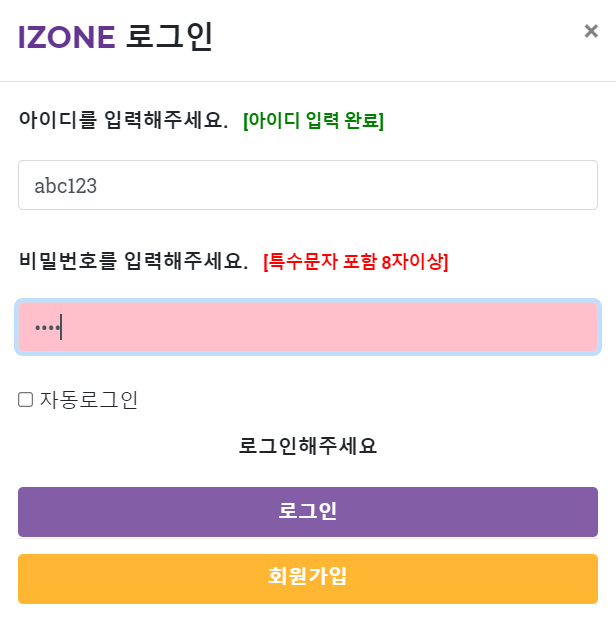 IZONE 로그인 ×
아이디를 입력해주세요. [아이디 입력 완료]
abc123
비밀번호를 입력해주세요. [특수문자 포함 8자이상]
••••
자동로그인
로그인해주세요
로그인
회원가입